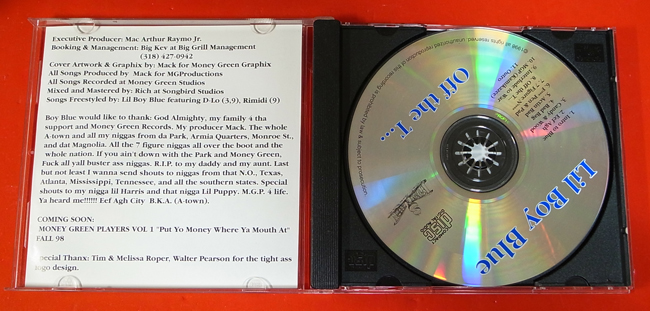 Executive Producer: Mac Arthur Raymo Jr.
Booking & Management: Big Kev at Big Grill Management
(318) 427-0942
Cover Artwork & Graphix by: Mack for Money Green Graphix
All Songs Produced by Mack for MGProductions
All Songs Recorded at Money Green Studios
Mixed and Mastered by: Rich at Songbird Studios
Songs Freestyled by: Lil Boy Blue featuring D-Lo (3,9), Rimidi (9)
Boy Blue would like to thank: God Almighty, my family 4 tha
support and Money Green Records. My producer Mack. The whole
A-town and all my niggas from da Park, Armia Quarters, Monroe St.,
and dat Magnolia. All the 7 figure niggas all over the boot and the
whole nation. If you ain't down with the Park and Money Green,
Fuck all yall buster ass niggas. R.I.P. to my daddy and my aunt. Last
but not least I wanna send shouts to niggas from that N.O., Texas,
Atlanta, Mississippi, Tennessee, and all the southern states. Special
shouts to my nigga lil Harris and that nigga Lil Puppy. M.G.P. 4 life.
Ya heard me!!!!!! Eef Agh City B.K.A. (A-town).
COMING SOON:
MONEY GREEN PLAYERS VOL 1 "Put Yo Money Where Ya Mouth At"
FALL 98
Special Thanx: Tim & Melissa Roper, Walter Pearson for the tight ass
logo design.
Lil Boy Blue
Off the I...
1. Intro to Blue
disc